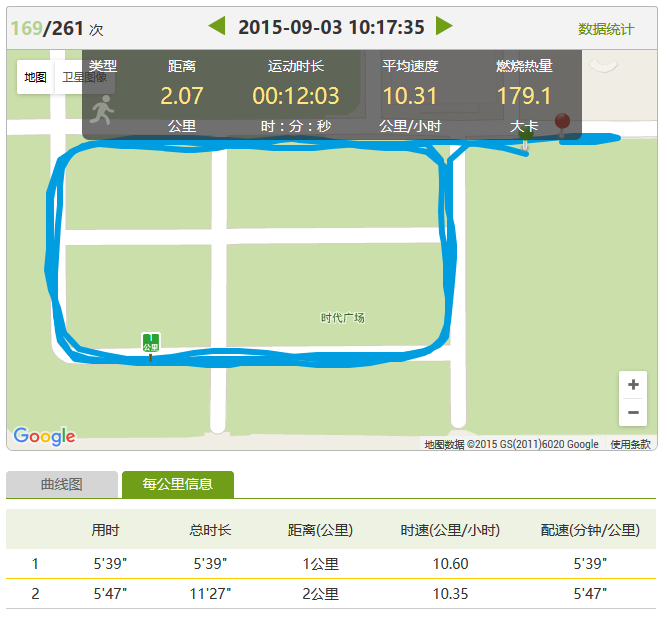 169/261 次 2015-09-03 10:17:35 数据统计
地图 卫星图像
类型 距离 运动时长 平均速度 燃烧热量
2.07 00:12:03 10.31 179.1
公里 时：分：秒 公里/小时 大卡
时代广场
1
公里
+
−
Google 地图数据 ©2015 GS(2011)6020 Google 使用条款
曲线图 每公里信息
用时 总时长 距离(公里) 时速(公里/小时) 配速(分钟/公里)
1 5'39" 5'39" 1公里 10.60 5'39"
2 5'47" 11'27" 2公里 10.35 5'47"